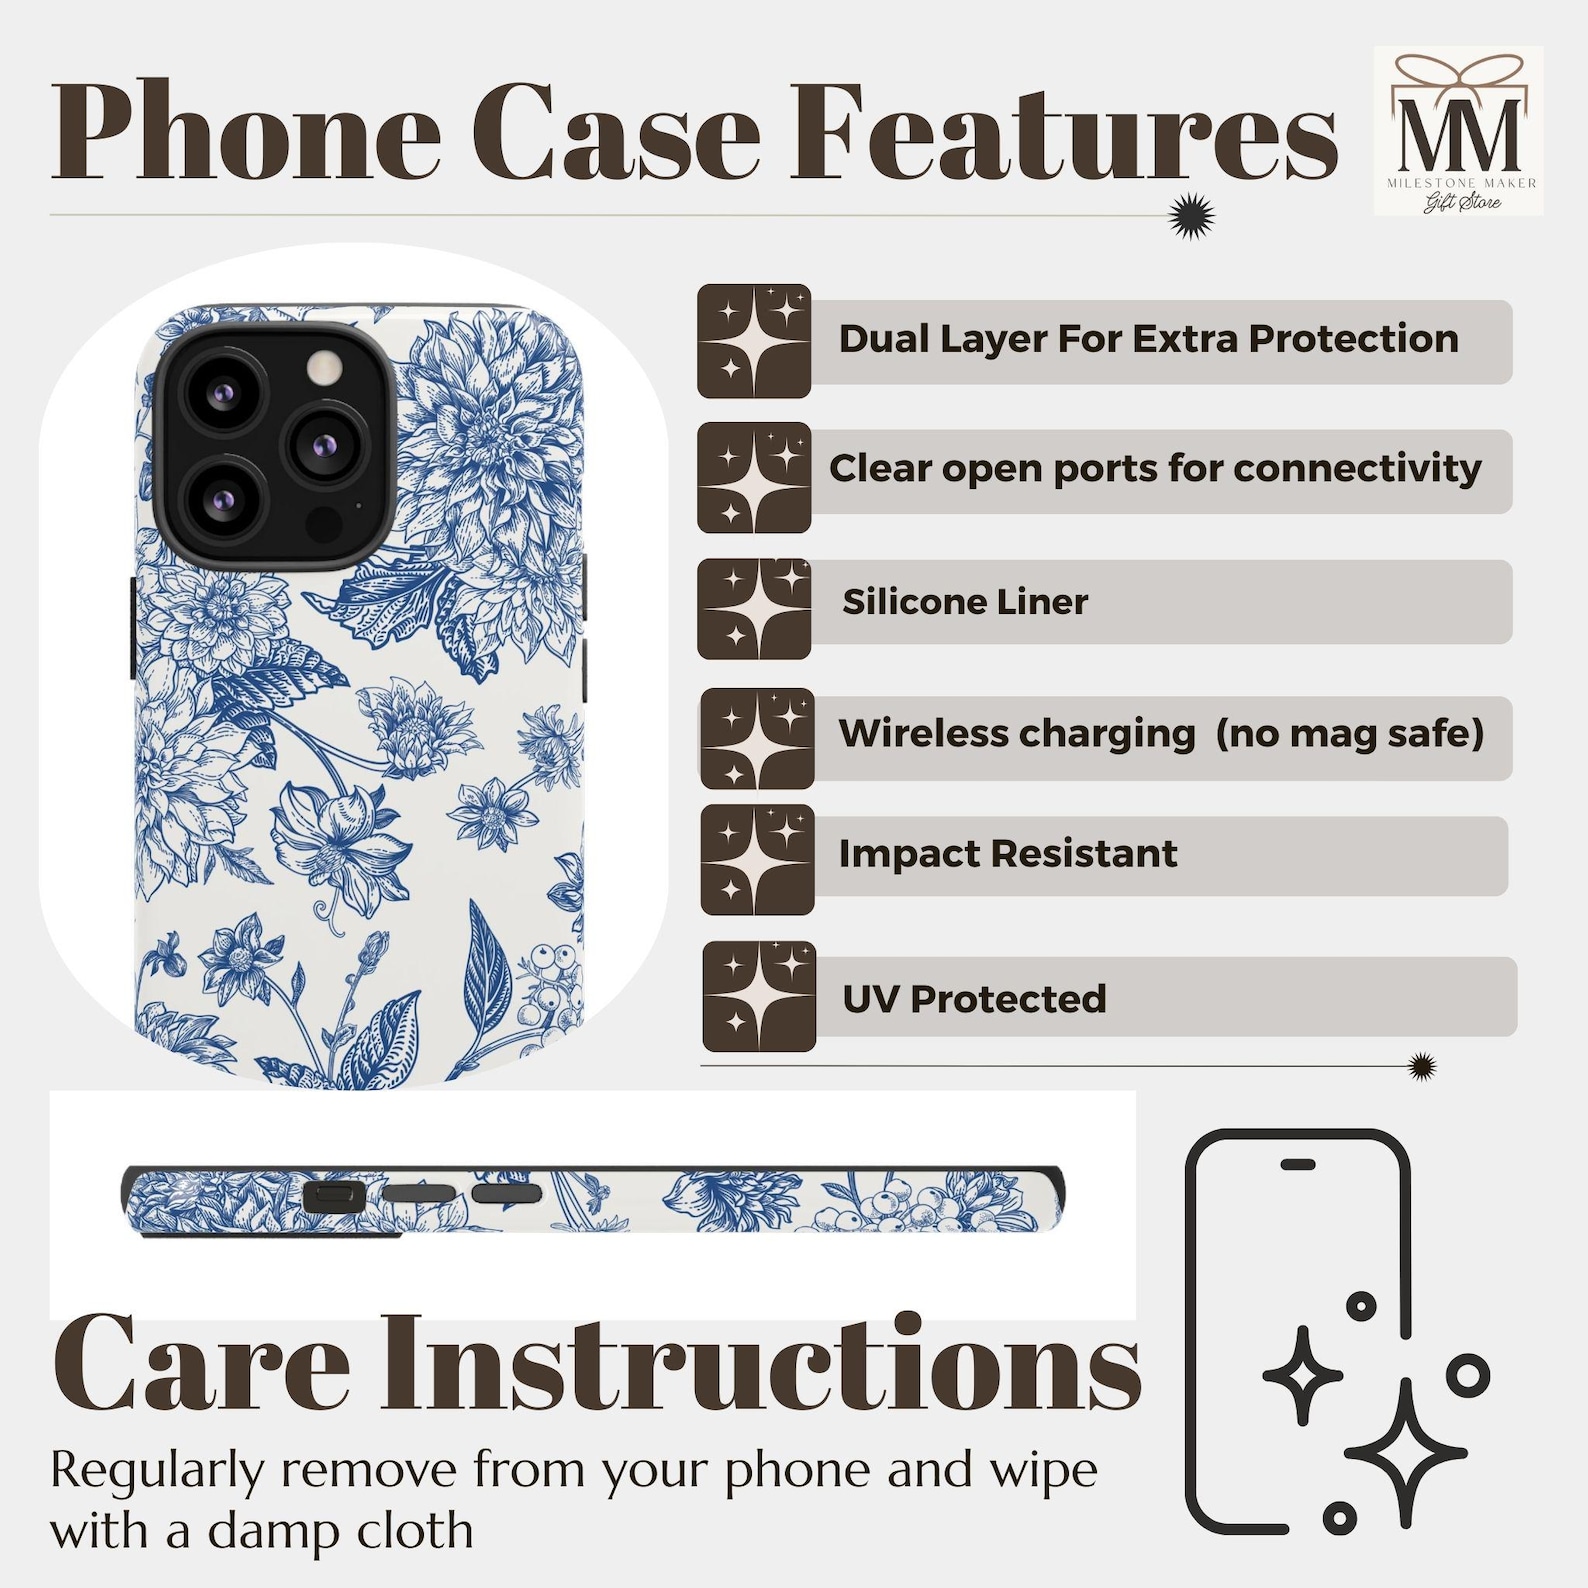 Phone Case Features
MM
MILESTONE MAKER
Gift Store
Dual Layer For Extra Protection
Clear open ports for connectivity
Silicone Liner
Wireless charging (no mag safe)
Impact Resistant
UV Protected
Care Instructions
Regularly remove from your phone and wipe
with a damp cloth